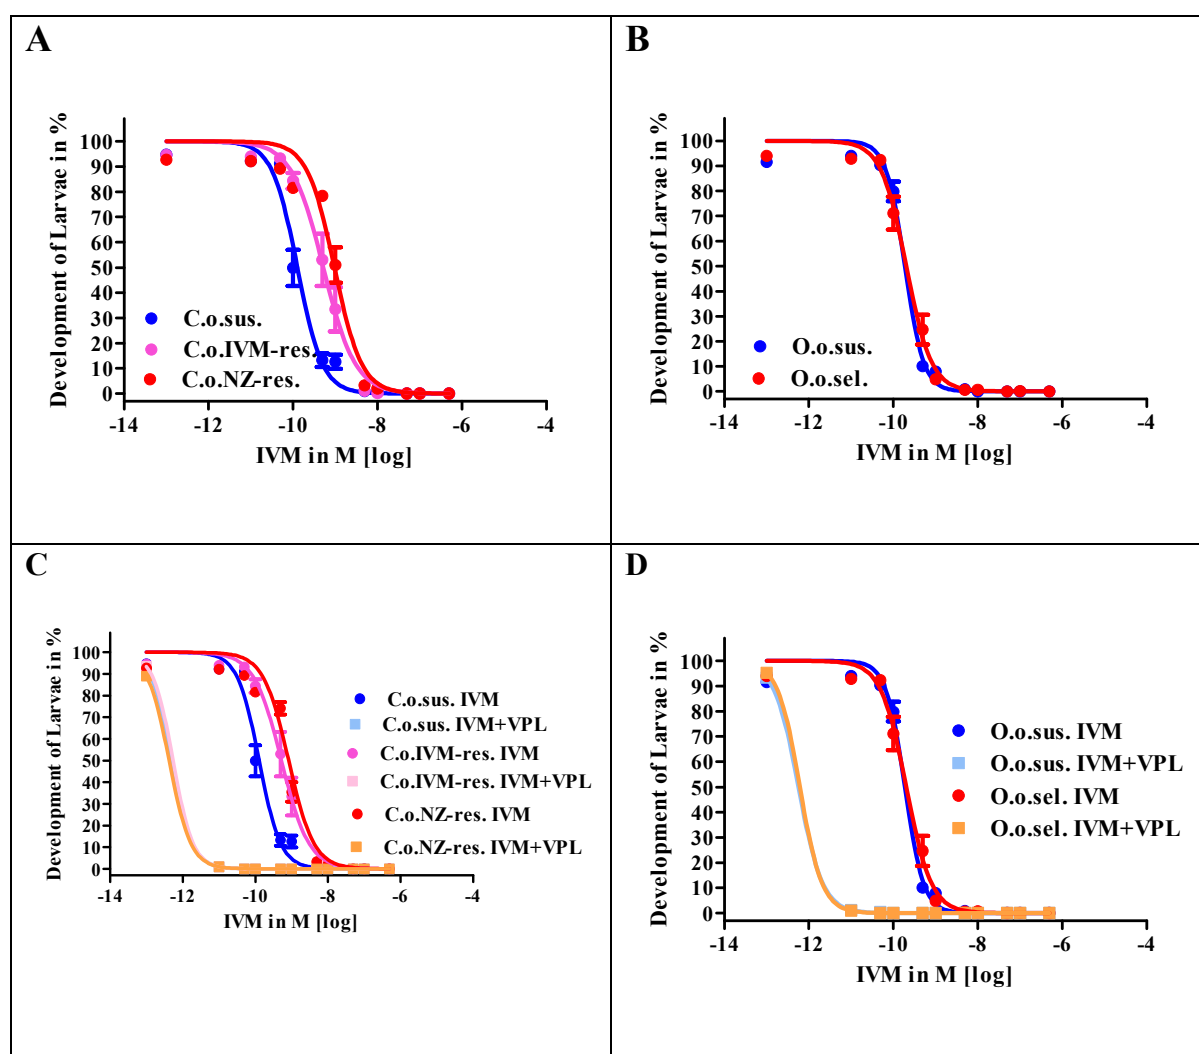 A
Development of Larvae in %
100
90
80
70
60
50
40
30
20
10
0
C.o.sus.
C.o.IVM-res.
C.o.NZ-res.
-14 -12 -10 -8 -6 -4
IVM in M [log]
B
Development of Larvae in %
100
90
80
70
60
50
40
30
20
10
0
O.o.sus.
O.o.sel.
-14 -12 -10 -8 -6 -4
IVM in M [log]
C
Development of Larvae in %
100
90
80
70
60
50
40
30
20
10
0
C.o.sus. IVM
C.o.sus. IVM+VPL
C.o.IVM-res. IVM
C.o.IVM-res. IVM+VPL
C.o.NZ-res. IVM
C.o.NZ-res. IVM+VPL
-14 -12 -10 -8 -6 -4
IVM in M [log]
D
Development of Larvae in %
100
90
80
70
60
50
40
30
20
10
0
O.o.sus. IVM
O.o.sus. IVM+VPL
O.o.sel. IVM
O.o.sel. IVM+VPL
-14 -12 -10 -8 -6 -4
IVM in M [log]